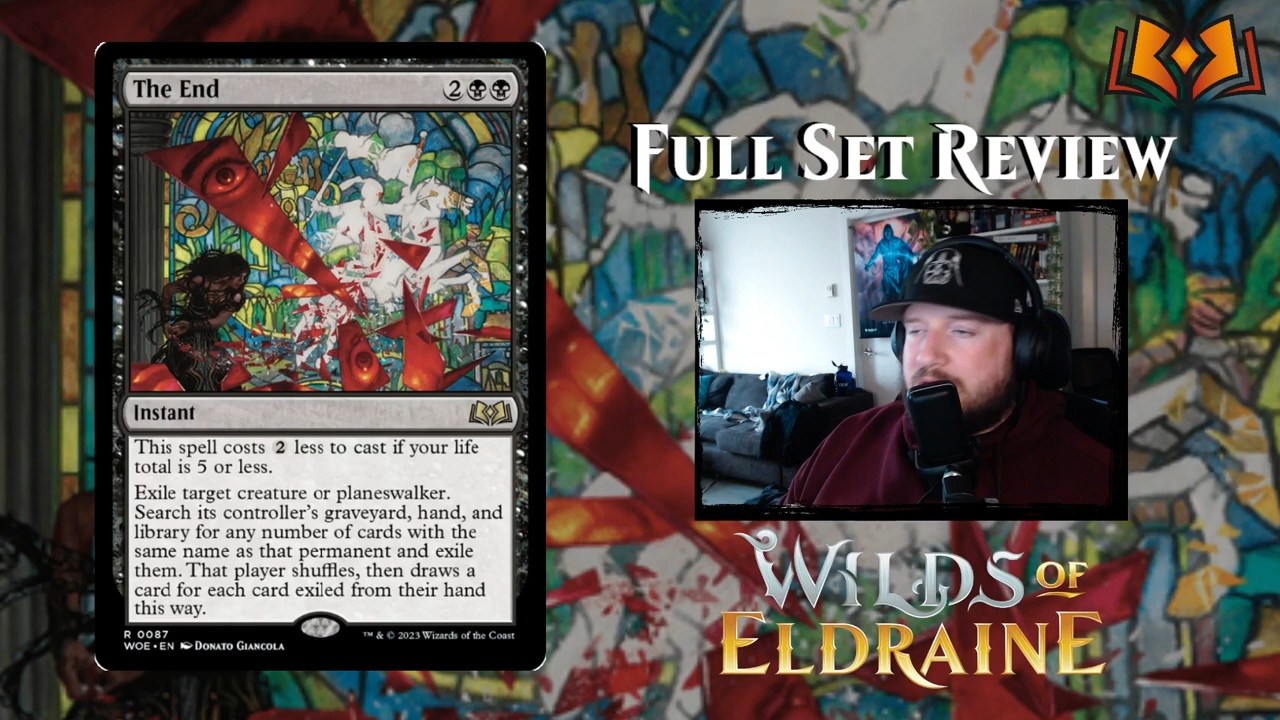 The End 2
Instant
This spell costs 2 less to cast if your life
total is 5 or less.
Exile target creature or planeswalker.
Search its controller's graveyard, hand, and
library for any number of cards with the
same name as that permanent and exile
them. That player shuffles, then draws a
card for each card exiled from their hand
this way.
R 0087
WOE • EN Donato Giancola
™ & © 2023 Wizards of the Coast
Full Set Review
Wilds of
Eldraine